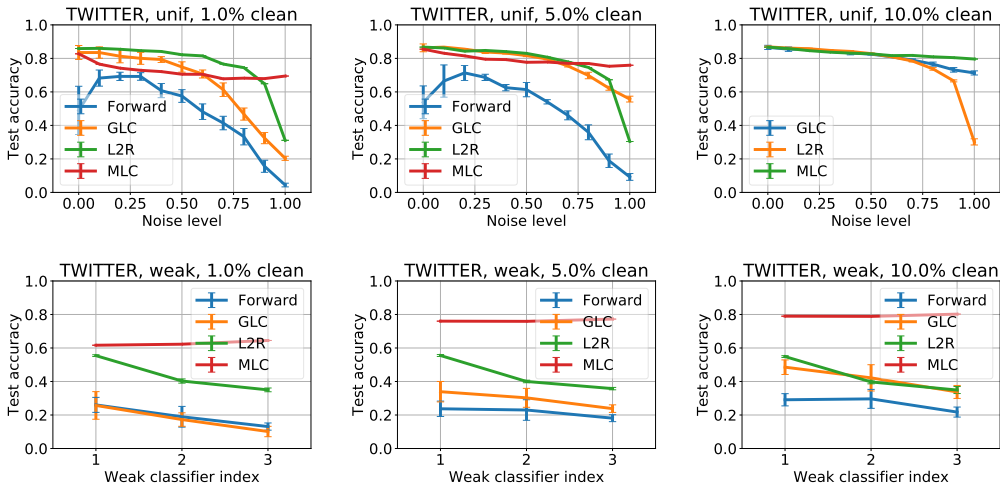 TWITTER, unif, 1.0% clean
Test accuracy
1.0
0.8
0.6
0.4
0.2
0.0
Forward
GLC
L2R
MLC
0.00 0.25 0.50 0.75 1.00
Noise level
TWITTER, unif, 5.0% clean
Test accuracy
1.0
0.8
0.6
0.4
0.2
0.0
Forward
GLC
L2R
MLC
0.00 0.25 0.50 0.75 1.00
Noise level
TWITTER, unif, 10.0% clean
Test accuracy
1.0
0.8
0.6
0.4
0.2
0.0
GLC
L2R
MLC
0.00 0.25 0.50 0.75 1.00
Noise level
TWITTER, weak, 1.0% clean
Test accuracy
1.0
0.8
0.6
0.4
0.2
0.0
Forward
GLC
L2R
MLC
1 2 3
Weak classifier index
TWITTER, weak, 5.0% clean
Test accuracy
1.0
0.8
0.6
0.4
0.2
0.0
Forward
GLC
L2R
MLC
1 2 3
Weak classifier index
TWITTER, weak, 10.0% clean
Test accuracy
1.0
0.8
0.6
0.4
0.2
0.0
Forward
GLC
L2R
MLC
1 2 3
Weak classifier index